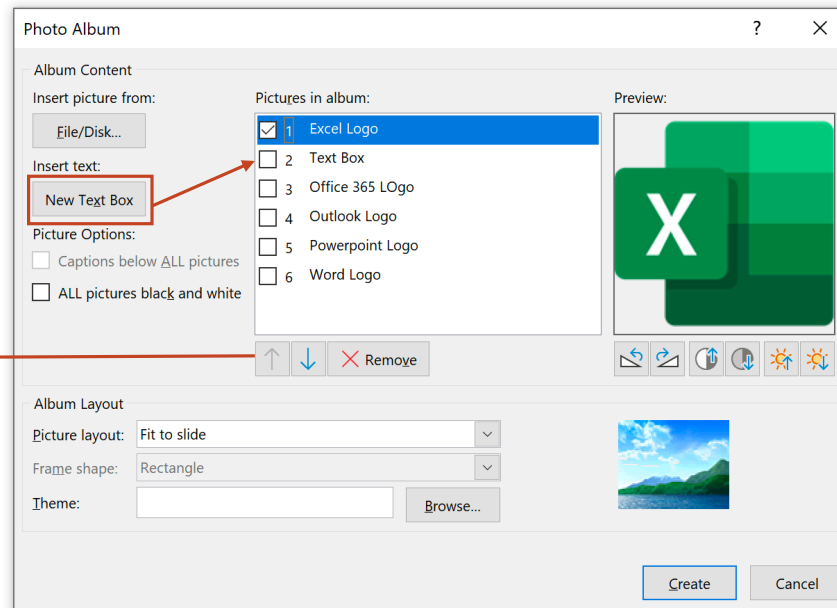 Photo Album
?
Album Content
Insert picture from:
File/Disk...
Insert text:
New Text Box
Picture Options:
Captions below ALL pictures
ALL pictures black and white
Pictures in album:
1 Excel Logo
2 Text Box
3 Office 365 LOgo
4 Outlook Logo
5 Powerpoint Logo
6 Word Logo
Remove
Preview:
X
Album Layout
Picture layout: Fit to slide
Frame shape: Rectangle
Theme:
Browse...
Create
Cancel